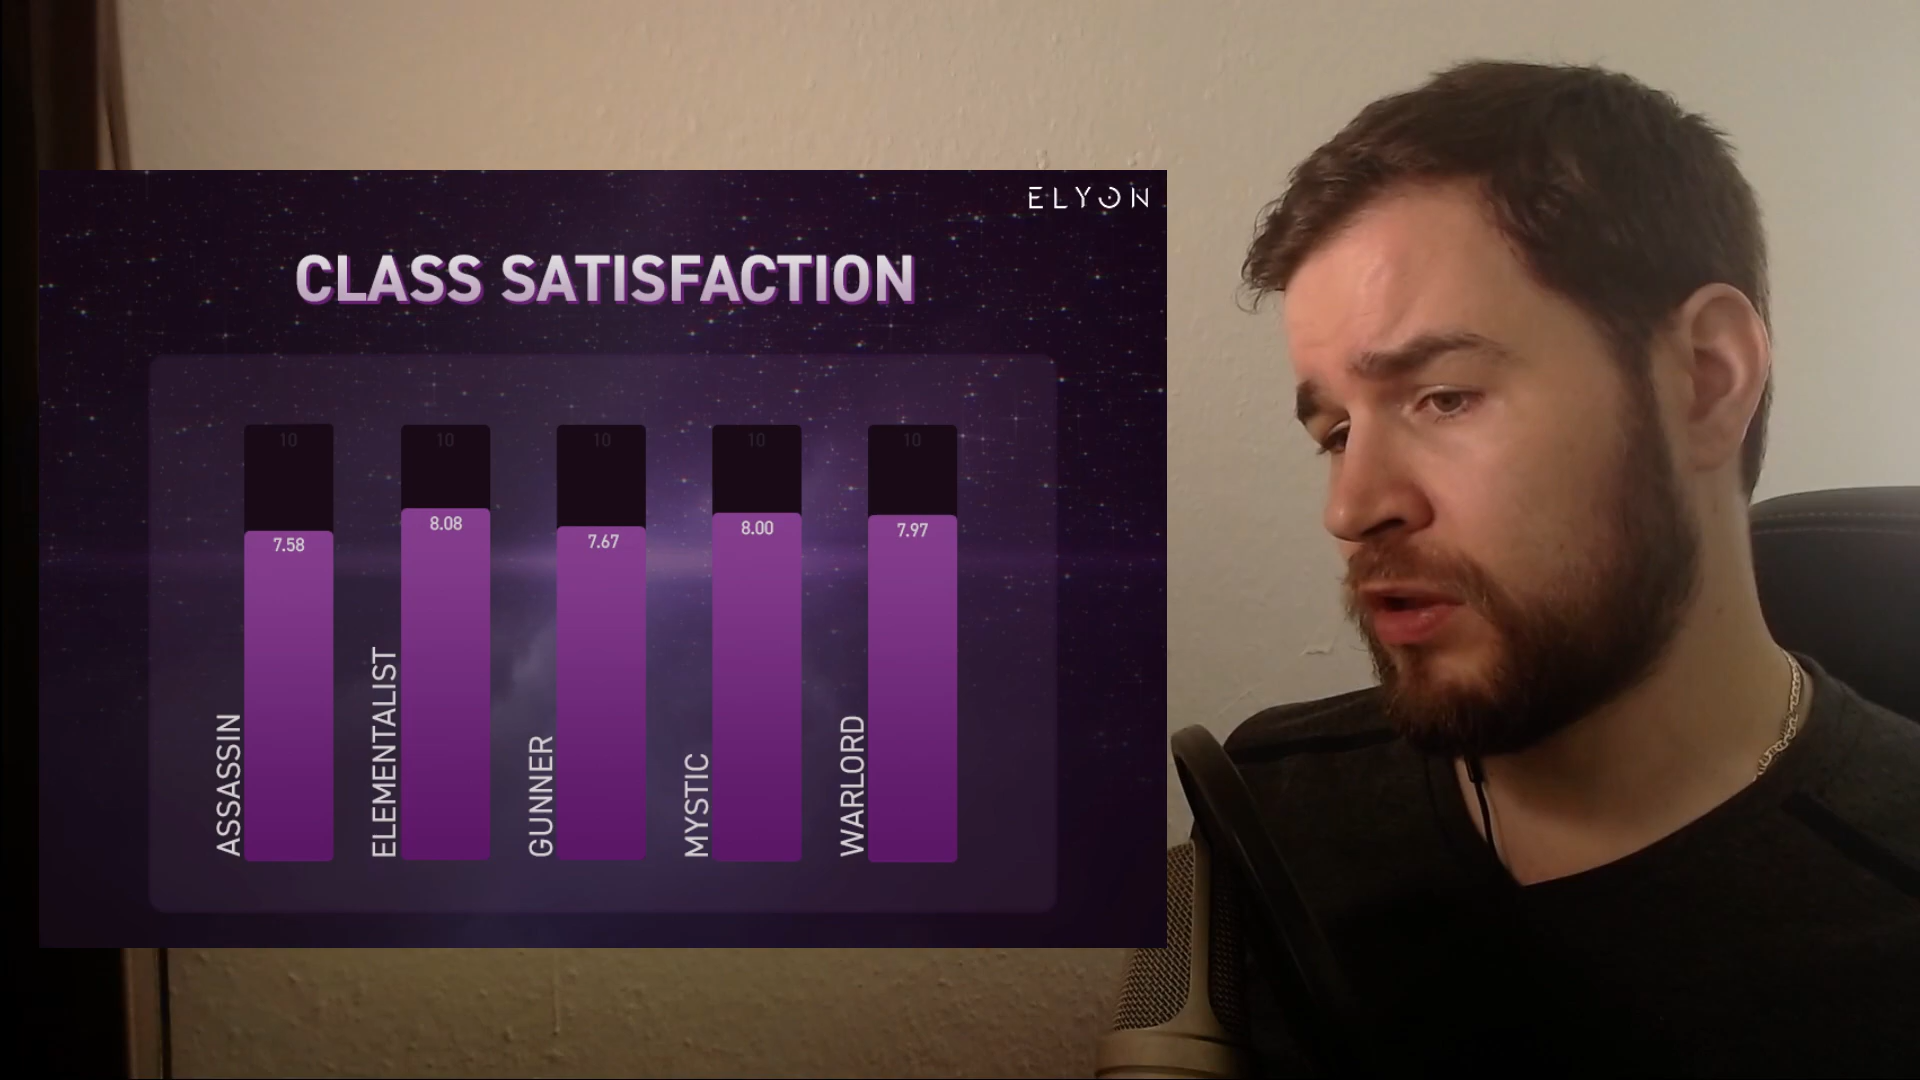 ELYON
CLASS SATISFACTION
10
10
10
10
10
7.58
8.08
7.67
8.00
7.97
ASSASSIN
ELEMENTALIST
GUNNER
MYSTIC
WARLORD